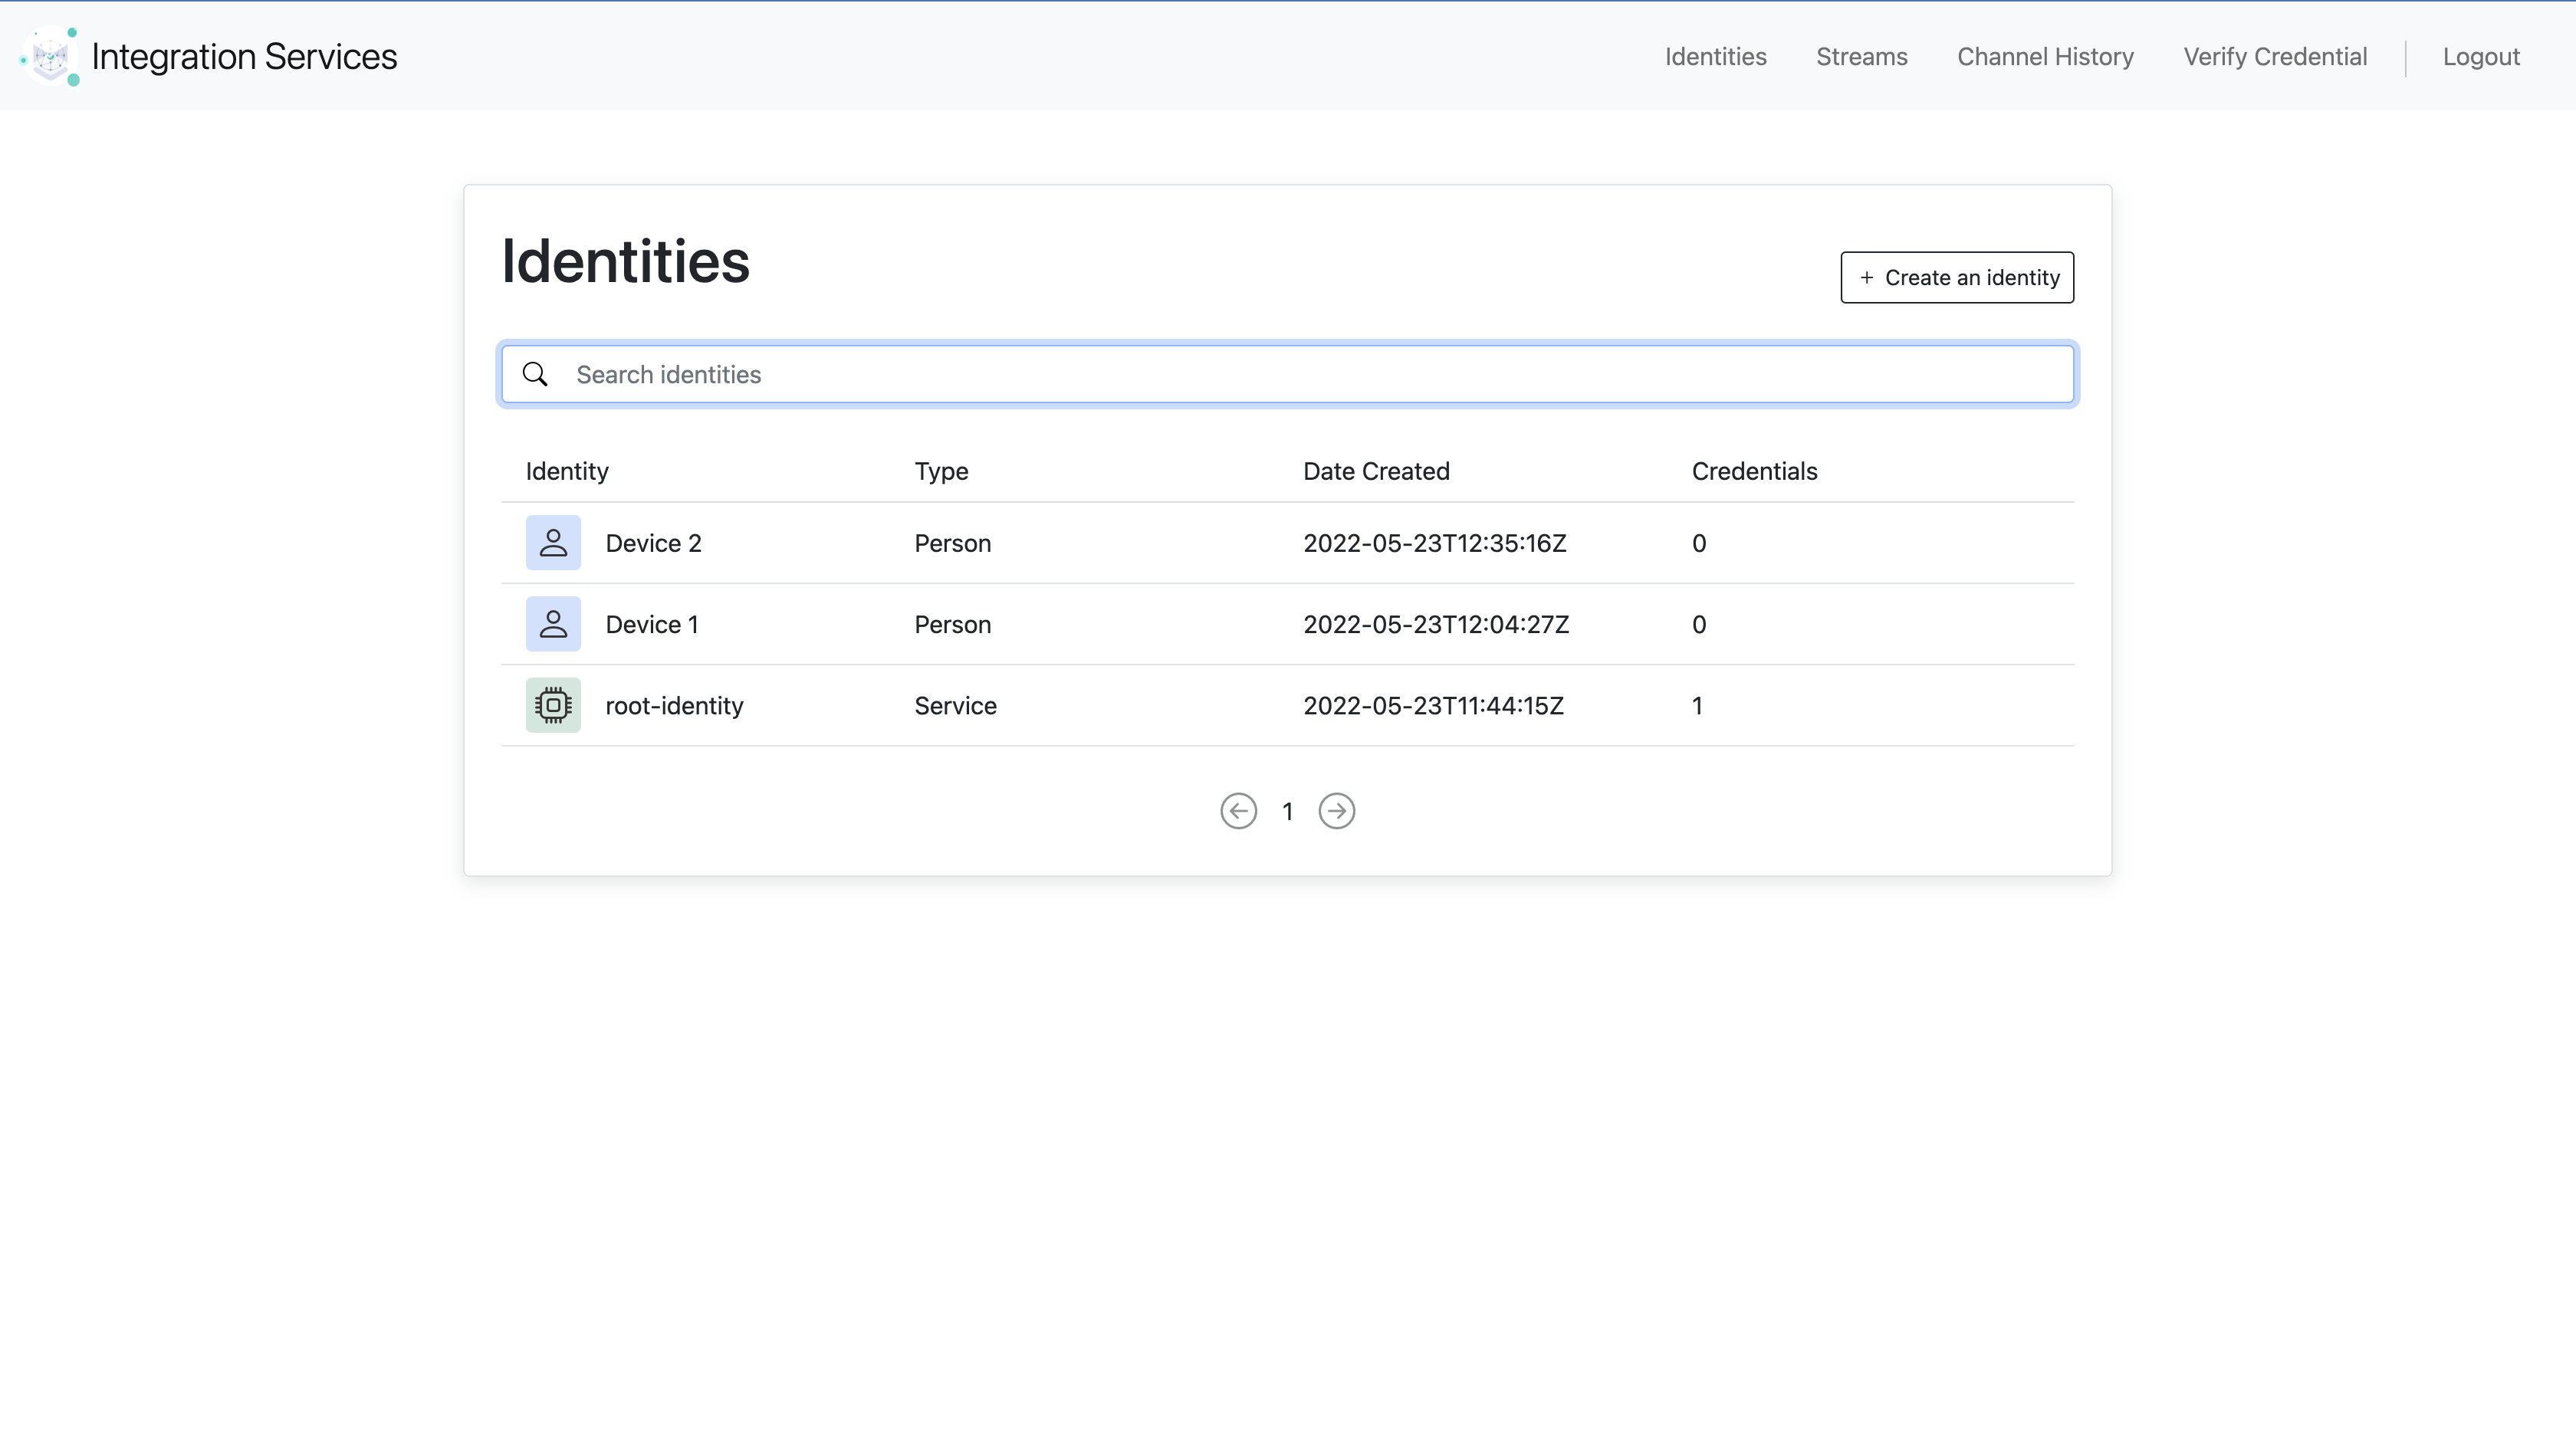 Integration Services Identities Streams Channel History Verify Credential Logout
Identities
+ Create an identity
Search identities
Identity Type Date Created Credentials
Device 2 Person 2022-05-23T12:35:16Z 0
Device 1 Person 2022-05-23T12:04:27Z 0
root-identity Service 2022-05-23T11:44:15Z 1
1